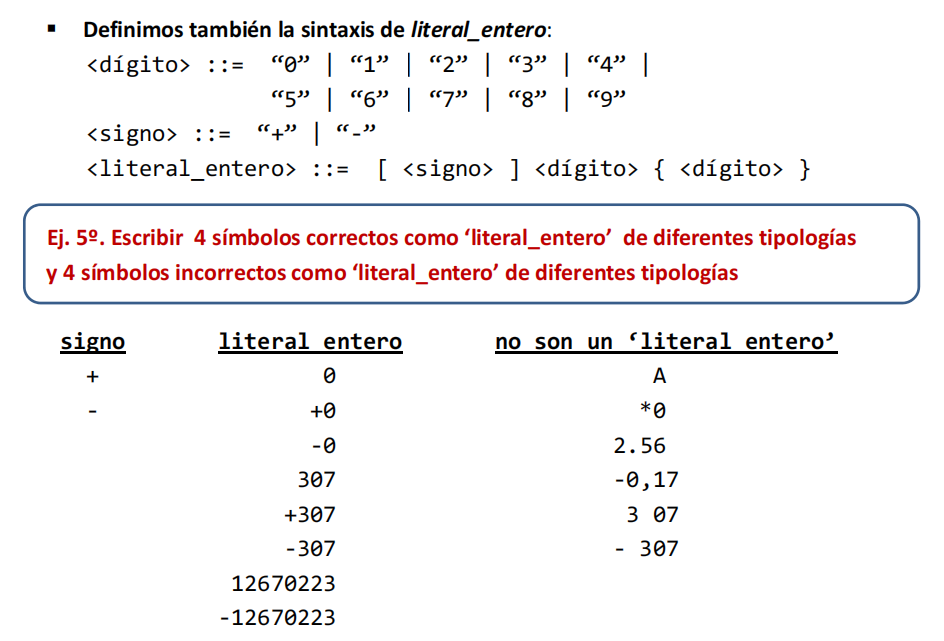 ▪ Definimos también la sintaxis de literal_entero:
<dígito> ::= “0” | “1” | “2” | “3” | “4” |
“5” | “6” | “7” | “8” | “9”
<signo> ::= “+” | “-”
<literal_entero> ::= [ <signo> ] <dígito> { <dígito> }
Ej. 5º. Escribir 4 símbolos correctos como ‘literal_entero’ de diferentes tipologías
y 4 símbolos incorrectos como ‘literal_entero’ de diferentes tipologías
signo literal entero no son un ‘literal entero’
+ 0 A
- +0 *0
-0 2.56
307 -0,17
+307 3 07
-307 - 307
12670223
-12670223